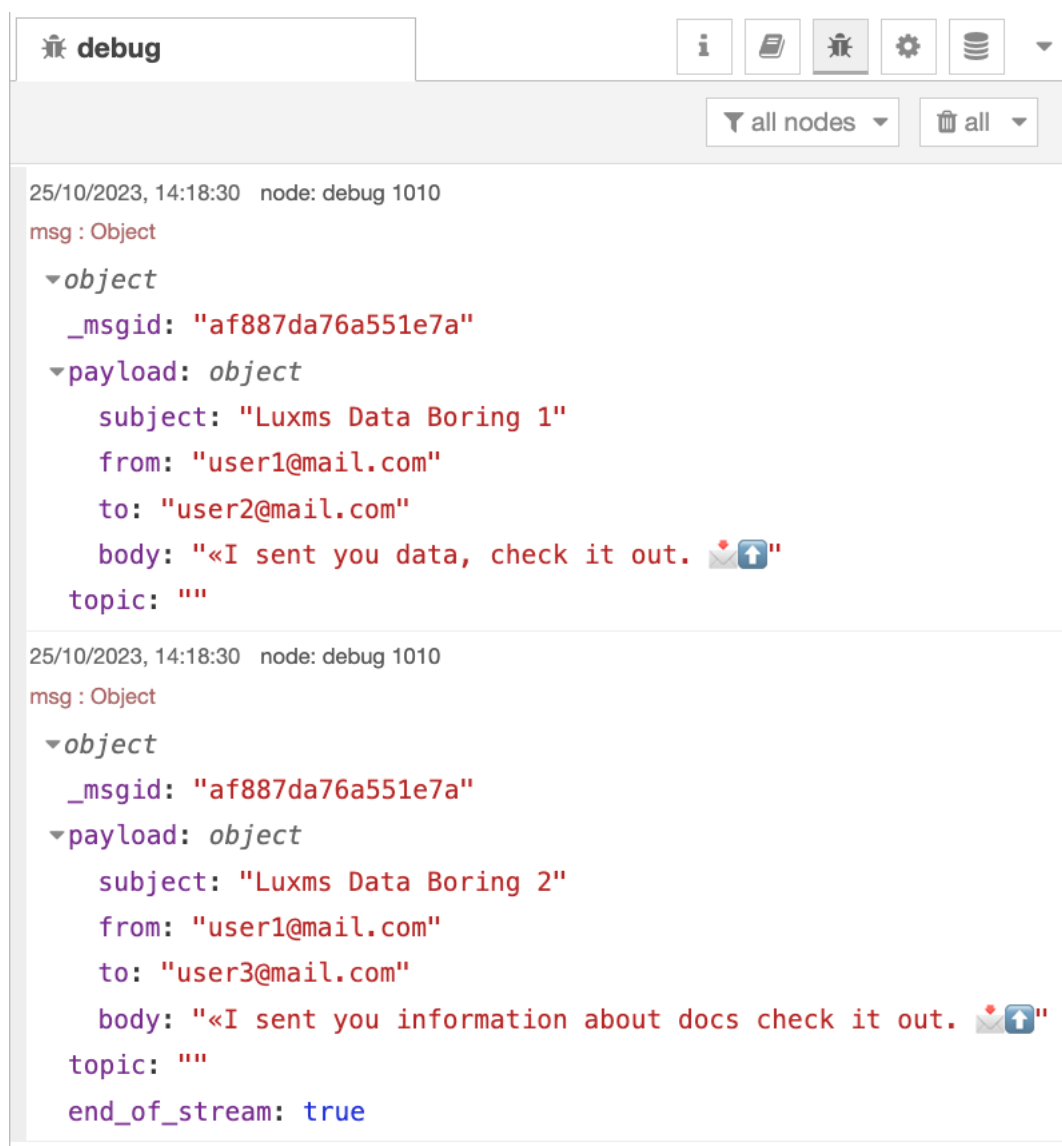 debug
all nodes
all
25/10/2023, 14:18:30 node: debug 1010
msg : Object
object
_msgid: "af887da76a551e7a"
payload: object
subject: "Luxms Data Boring 1"
from: "user1@mail.com"
to: "user2@mail.com"
body: "«I sent you data, check it out. 📩⬆️"
topic: ""
25/10/2023, 14:18:30 node: debug 1010
msg : Object
object
_msgid: "af887da76a551e7a"
payload: object
subject: "Luxms Data Boring 2"
from: "user1@mail.com"
to: "user3@mail.com"
body: "«I sent you information about docs check it out. 📩⬆️"
topic: ""
end_of_stream: true